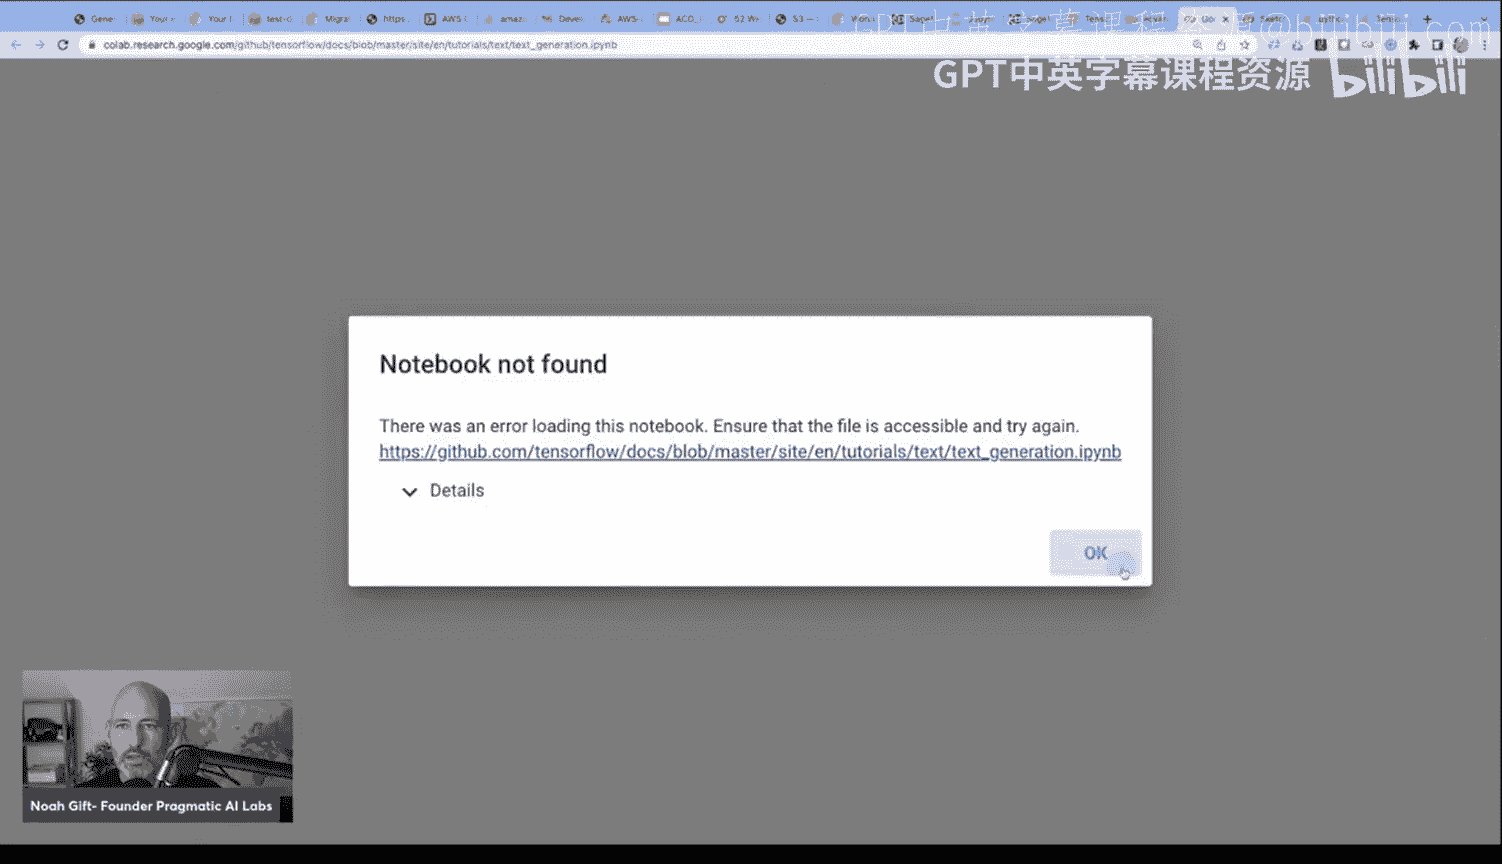 https
AWS
colab.research.google.com/github/tensorflow/docs/blob/master/site/en/tutorials/text/text_generation.ipynb
GPT中英字幕课程资源 bilibili
Notebook not found
There was an error loading this notebook. Ensure that the file is accessible and try again.
https://github.com/tensorflow/docs/blob/master/site/en/tutorials/text/text_generation.ipynb
Details
OK
Noah Gift- Founder Pragmatic AI Labs